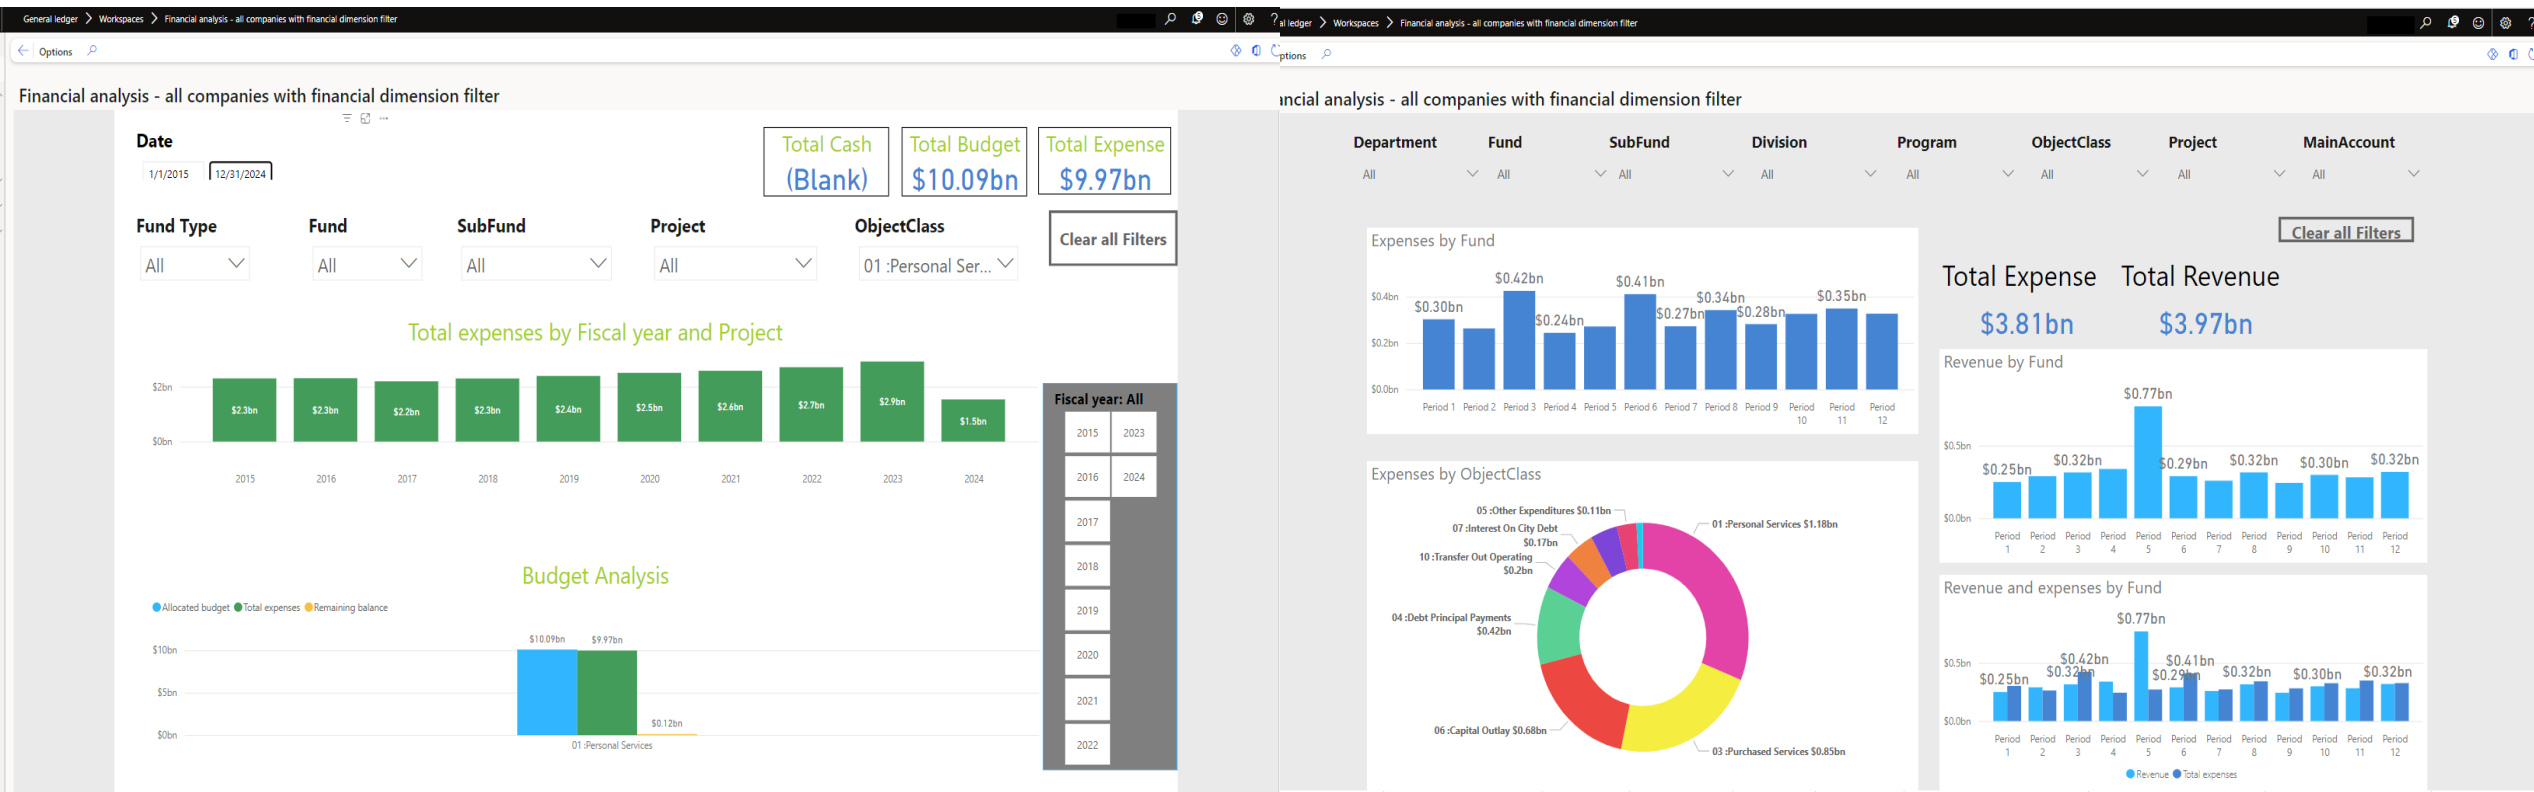 General ledger > Workspaces > Financial analysis - all companies with financial dimension filter
Options
Financial analysis - all companies with financial dimension filter
Date
1/1/2015
12/31/2024
Total Cash
(Blank)
Total Budget
$10.09bn
Total Expense
$9.97bn
Fund Type
Fund
SubFund
Project
ObjectClass
All
All
All
All
01 :Personal Ser...
Clear all Filters
Total expenses by Fiscal year and Project
$2bn
$0bn
$2.3bn
$2.3bn
$2.2bn
$2.3bn
$2.4bn
$2.5bn
$2.6bn
$2.7bn
$2.9bn
$1.5bn
2015
2016
2017
2018
2019
2020
2021
2022
2023
2024
Fiscal year: All
2015
2023
2016
2024
2017
2018
2019
2020
2021
2022
Budget Analysis
Allocated budget
Total expenses
Remaining balance
$10bn
$5bn
$0bn
$10.09bn
$9.97bn
$0.12bn
01 :Personal Services
al ledger > Workspaces > Financial analysis - all companies with financial dimension filter
ptions
ancial analysis - all companies with financial dimension filter
Department
Fund
SubFund
Division
Program
ObjectClass
Project
MainAccount
All
All
All
All
All
All
All
All
Clear all Filters
Expenses by Fund
$0.4bn
$0.2bn
$0.0bn
$0.30bn
$0.42bn
$0.24bn
$0.41bn
$0.27bn
$0.34bn
$0.28bn
$0.35bn
Period 1
Period 2
Period 3
Period 4
Period 5
Period 6
Period 7
Period 8
Period 9
Period
10
Period
11
Period
12
Total Expense
$3.81bn
Total Revenue
$3.97bn
Expenses by ObjectClass
05 :Other Expenditures $0.11bn
07 :Interest On City Debt
$0.17bn
10 :Transfer Out Operating
$0.2bn
04 :Debt Principal Payments
$0.42bn
06 :Capital Outlay $0.68bn
01 :Personal Services $1.18bn
03 :Purchased Services $0.85bn
Revenue by Fund
$0.5bn
$0.0bn
$0.25bn
$0.32bn
$0.77bn
$0.29bn
$0.32bn
$0.30bn
$0.32bn
Period
1
Period
2
Period
3
Period
4
Period
5
Period
6
Period
7
Period
8
Period
9
Period
10
Period
11
Period
12
Revenue and expenses by Fund
$0.5bn
$0.0bn
$0.25bn
$0.32bn
$0.42bn
$0.77bn
$0.29bn
$0.41bn
$0.32bn
$0.30bn
$0.32bn
Period
1
Period
2
Period
3
Period
4
Period
5
Period
6
Period
7
Period
8
Period
9
Period
10
Period
11
Period
12
Revenue
Total expenses